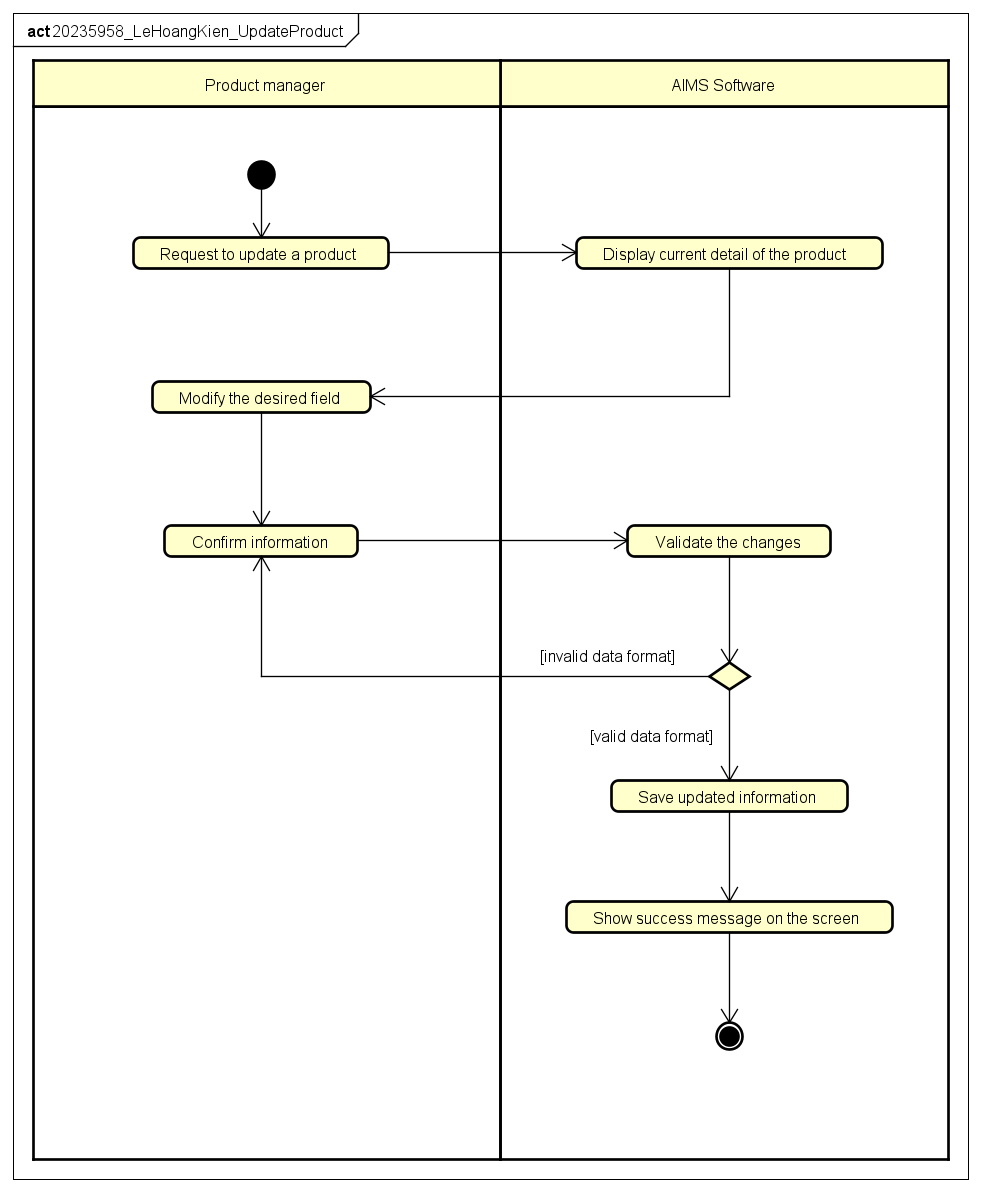 act 20235958_LeHoangKien_UpdateProduct
Product manager
AIMS Software
Request to update a product
Display current detail of the product
Modify the desired field
Confirm information
Validate the changes
[invalid data format]
[valid data format]
Save updated information
Show success message on the screen